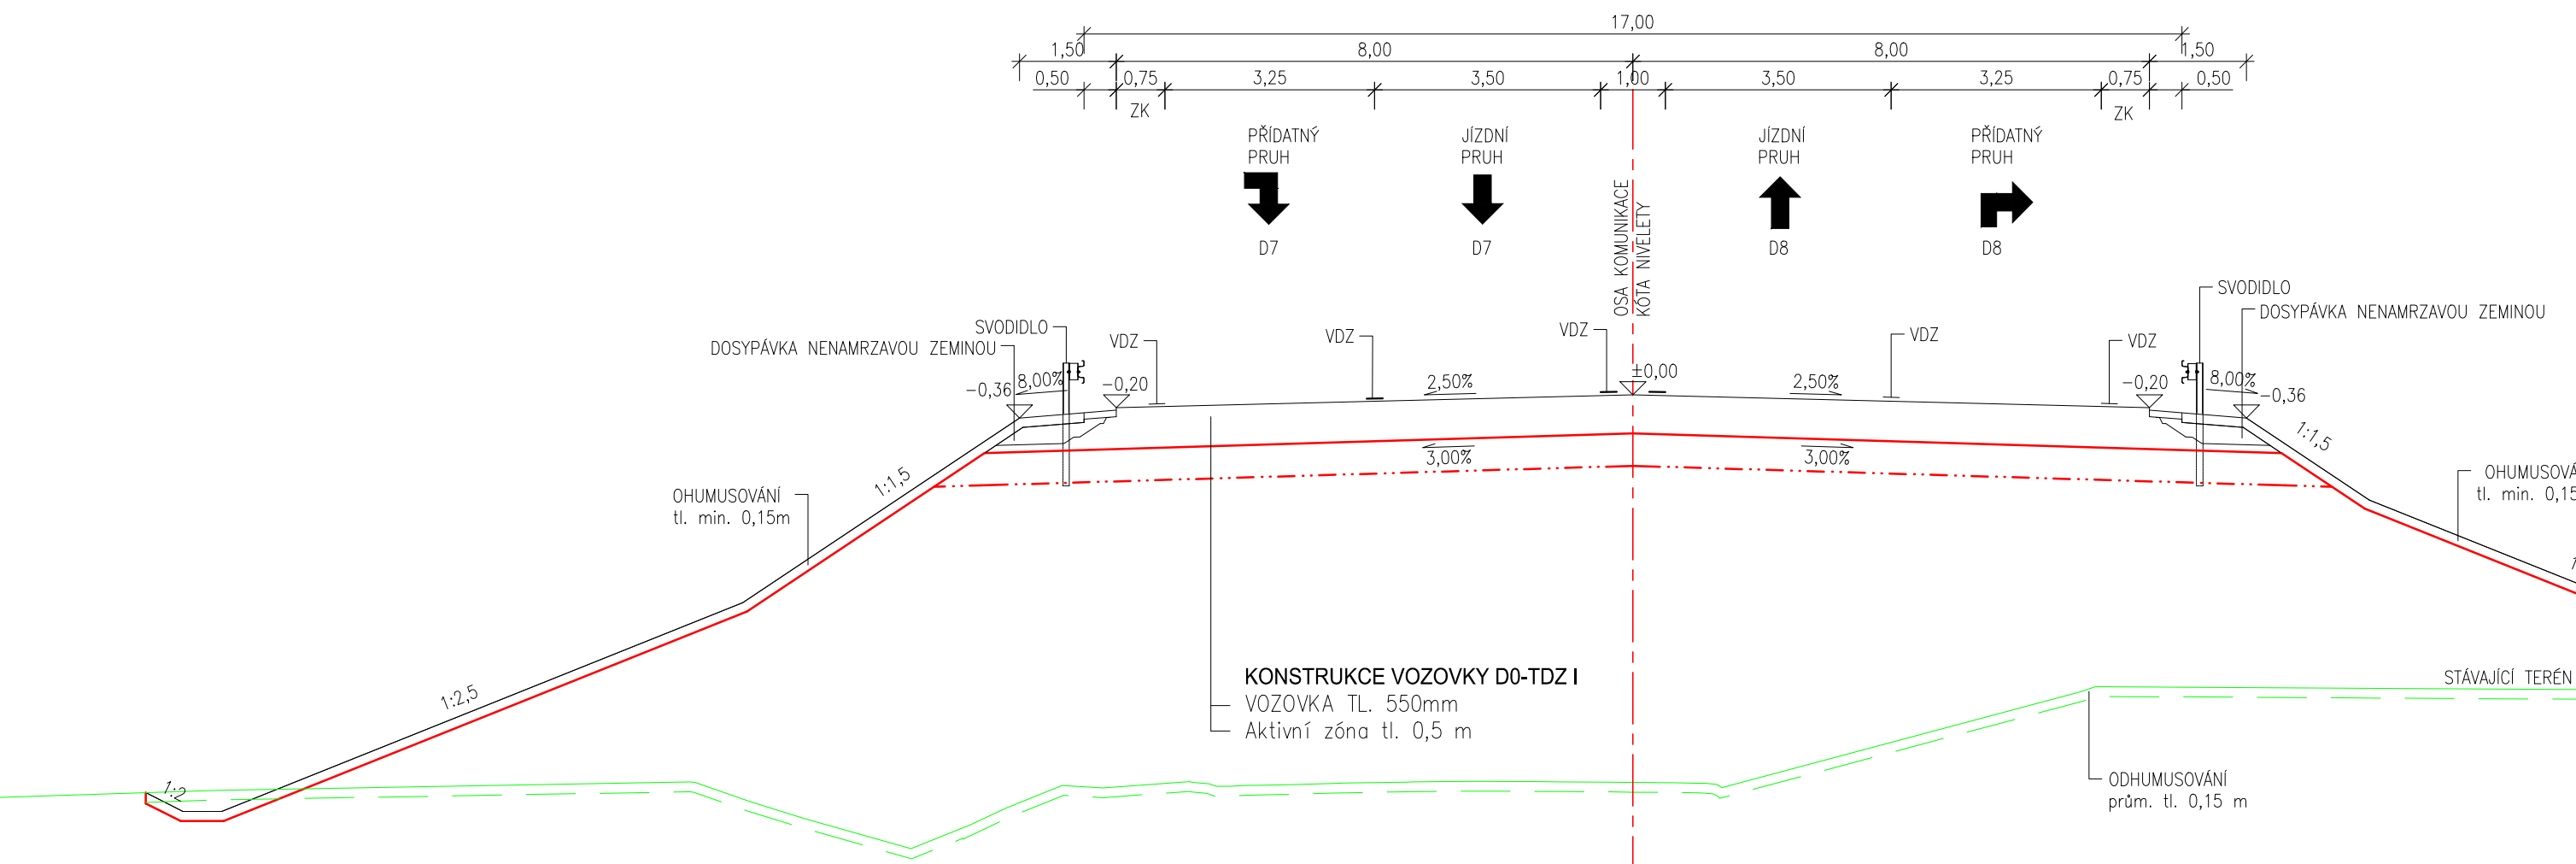 17,00
1,50
8,00
8,00
1,50
0,50
0,75
3,25
3,50
1,00
3,50
3,25
0,75
0,50
ZK
ZK
PŘÍDATNÝ
PRUH
JÍZDNÍ
PRUH
JÍZDNÍ
PRUH
PŘÍDATNÝ
PRUH
D7
D7
D8
D8
OSA KOMUNIKACE
KÓTA NIVELETY
SVODIDLO
DOSYPÁVKA NENAMRZAVOU ZEMINOU
SVODIDLO
DOSYPÁVKA NENAMRZAVOU ZEMINOU
VDZ
VDZ
VDZ
VDZ
VDZ
-0,36
8,00%
-0,20
2,50%
±0,00
2,50%
-0,20
8,00%
-0,36
3,00%
3,00%
1:1,5
1:1,5
OHUMUSOVÁNÍ
tl. min. 0,15m
OHUMUSOVÁ
tl. min. 0,15
1:2,5
1:2
KONSTRUKCE VOZOVKY D0-TDZ I
VOZOVKA TL. 550mm
Aktivní zóna tl. 0,5 m
STÁVAJÍCÍ TERÉN
ODHUMUSOVÁNÍ
prům. tl. 0,15 m